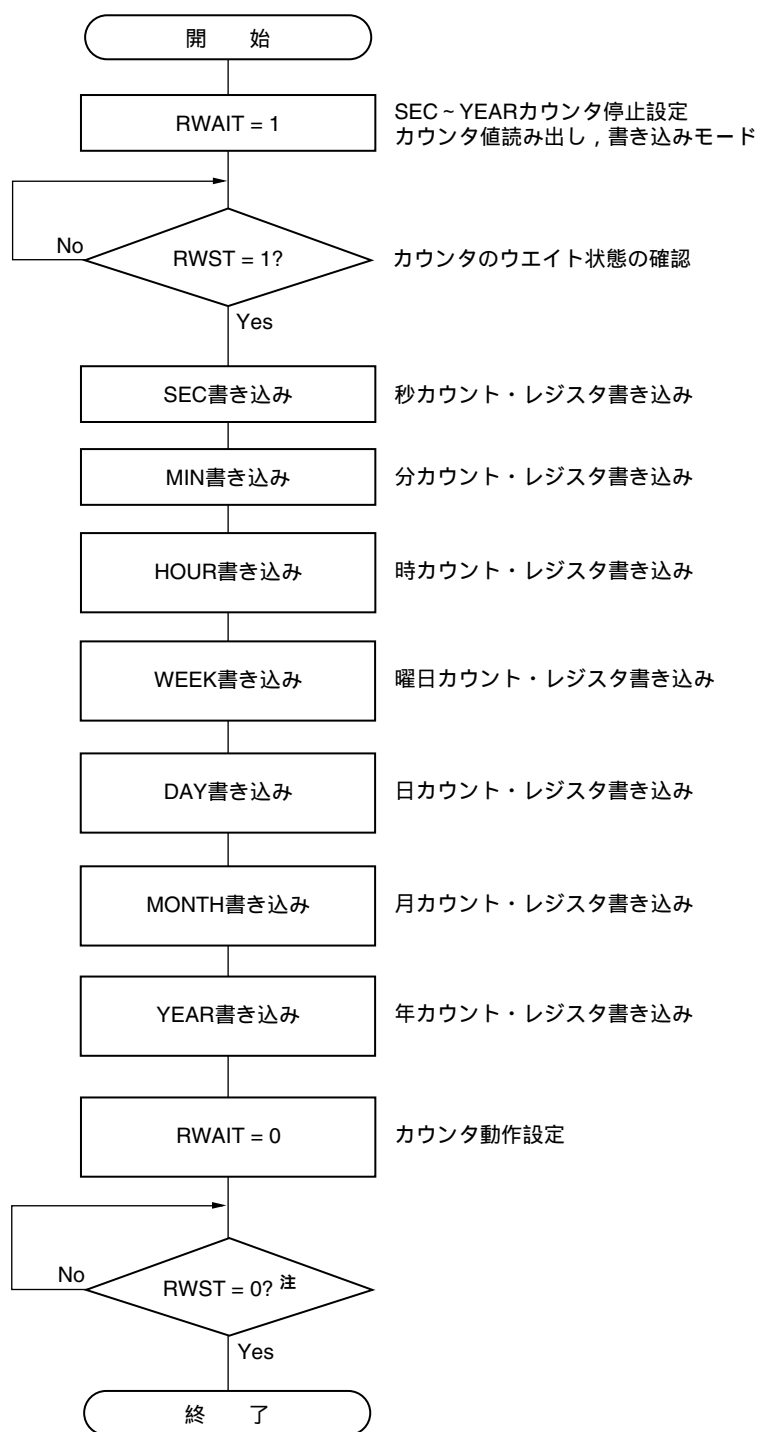 開　始
RWAIT = 1
SEC～YEARカウンタ停止設定
カウンタ値読み出し，書き込みモード
No
RWST = 1?
カウンタのウエイト状態の確認
Yes
SEC書き込み
秒カウント・レジスタ書き込み
MIN書き込み
分カウント・レジスタ書き込み
HOUR書き込み
時カウント・レジスタ書き込み
WEEK書き込み
曜日カウント・レジスタ書き込み
DAY書き込み
日カウント・レジスタ書き込み
MONTH書き込み
月カウント・レジスタ書き込み
YEAR書き込み
年カウント・レジスタ書き込み
RWAIT = 0
カウンタ動作設定
No
RWST = 0? 注
Yes
終　了